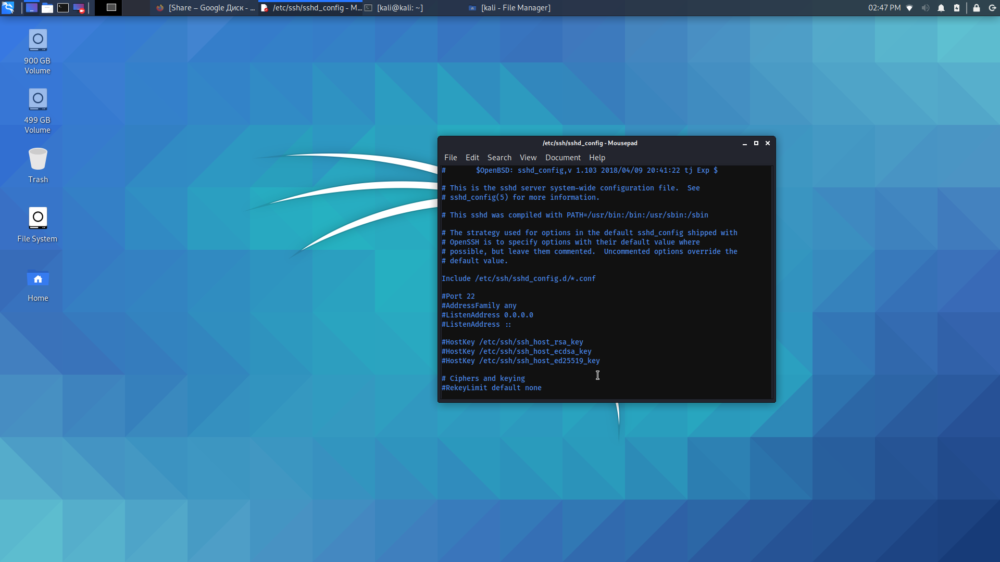 [Share – Google Диск - ...
/etc/ssh/sshd_config - M...
[kali@kali: ~]
[kali - File Manager]
02:47 PM
900 GB
Volume
499 GB
Volume
Trash
File System
Home
/etc/ssh/sshd_config - Mousepad
File Edit Search View Document Help
# $OpenBSD: sshd_config,v 1.103 2018/04/09 20:41:22 tj Exp $
# This is the sshd server system-wide configuration file.  See
# sshd_config(5) for more information.
# This sshd was compiled with PATH=/usr/bin:/bin:/usr/sbin:/sbin
# The strategy used for options in the default sshd_config shipped with
# OpenSSH is to specify options with their default value where
# possible, but leave them commented.  Uncommented options override the
# default value.
Include /etc/ssh/sshd_config.d/*.conf
#Port 22
#AddressFamily any
#ListenAddress 0.0.0.0
#ListenAddress ::
#HostKey /etc/ssh/ssh_host_rsa_key
#HostKey /etc/ssh/ssh_host_ecdsa_key
#HostKey /etc/ssh/ssh_host_ed25519_key
# Ciphers and keying
#RekeyLimit default none